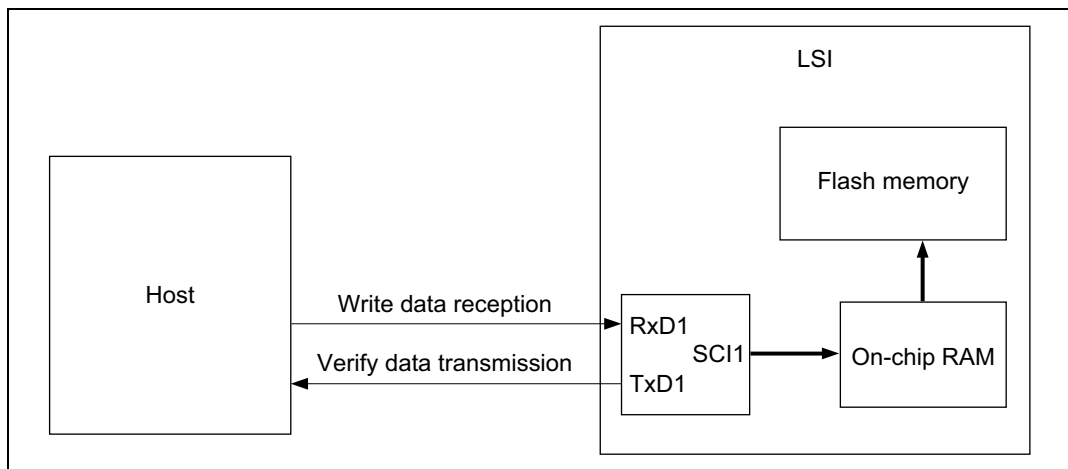 LSI
Flash memory
Host
Write data reception
Verify data transmission
RxD1
SCI1
TxD1
On-chip RAM